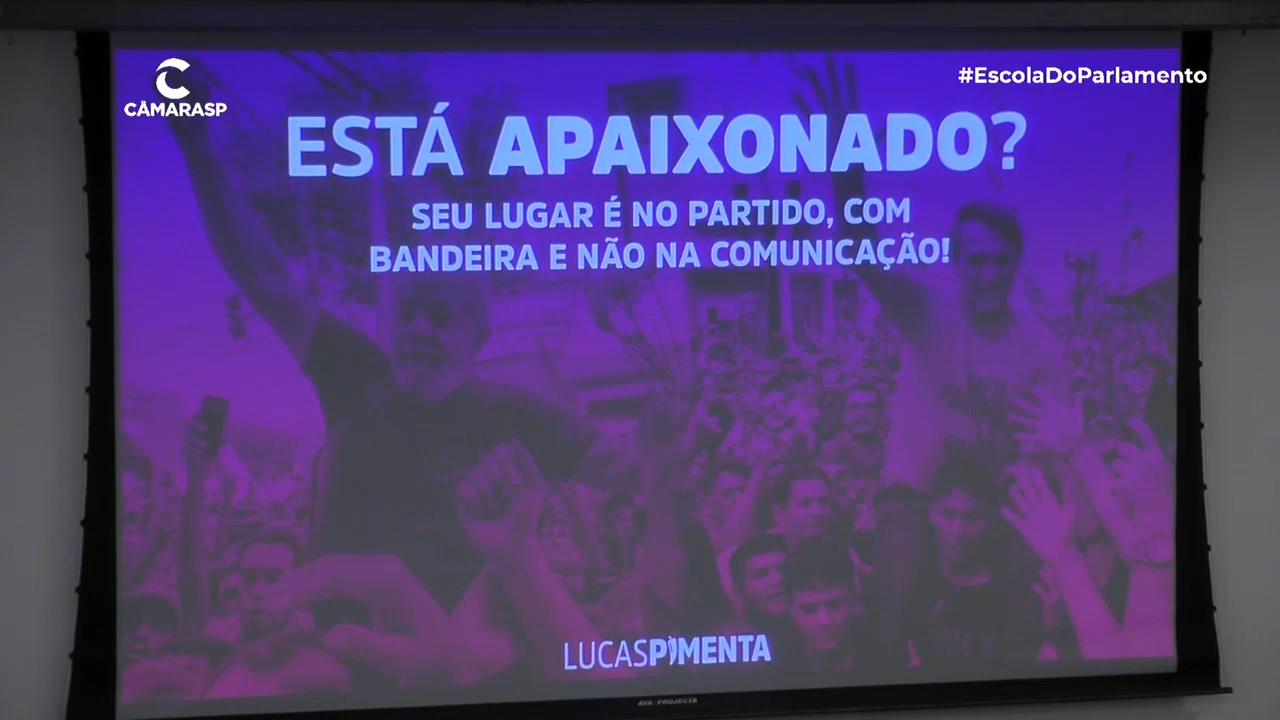 CÂMARASP
#EscolaDoParlamento
ESTÁ APAIXONADO?
SEU LUGAR É NO PARTIDO, COM
BANDEIRA E NÃO NA COMUNICAÇÃO!
LUCASPIMENTA